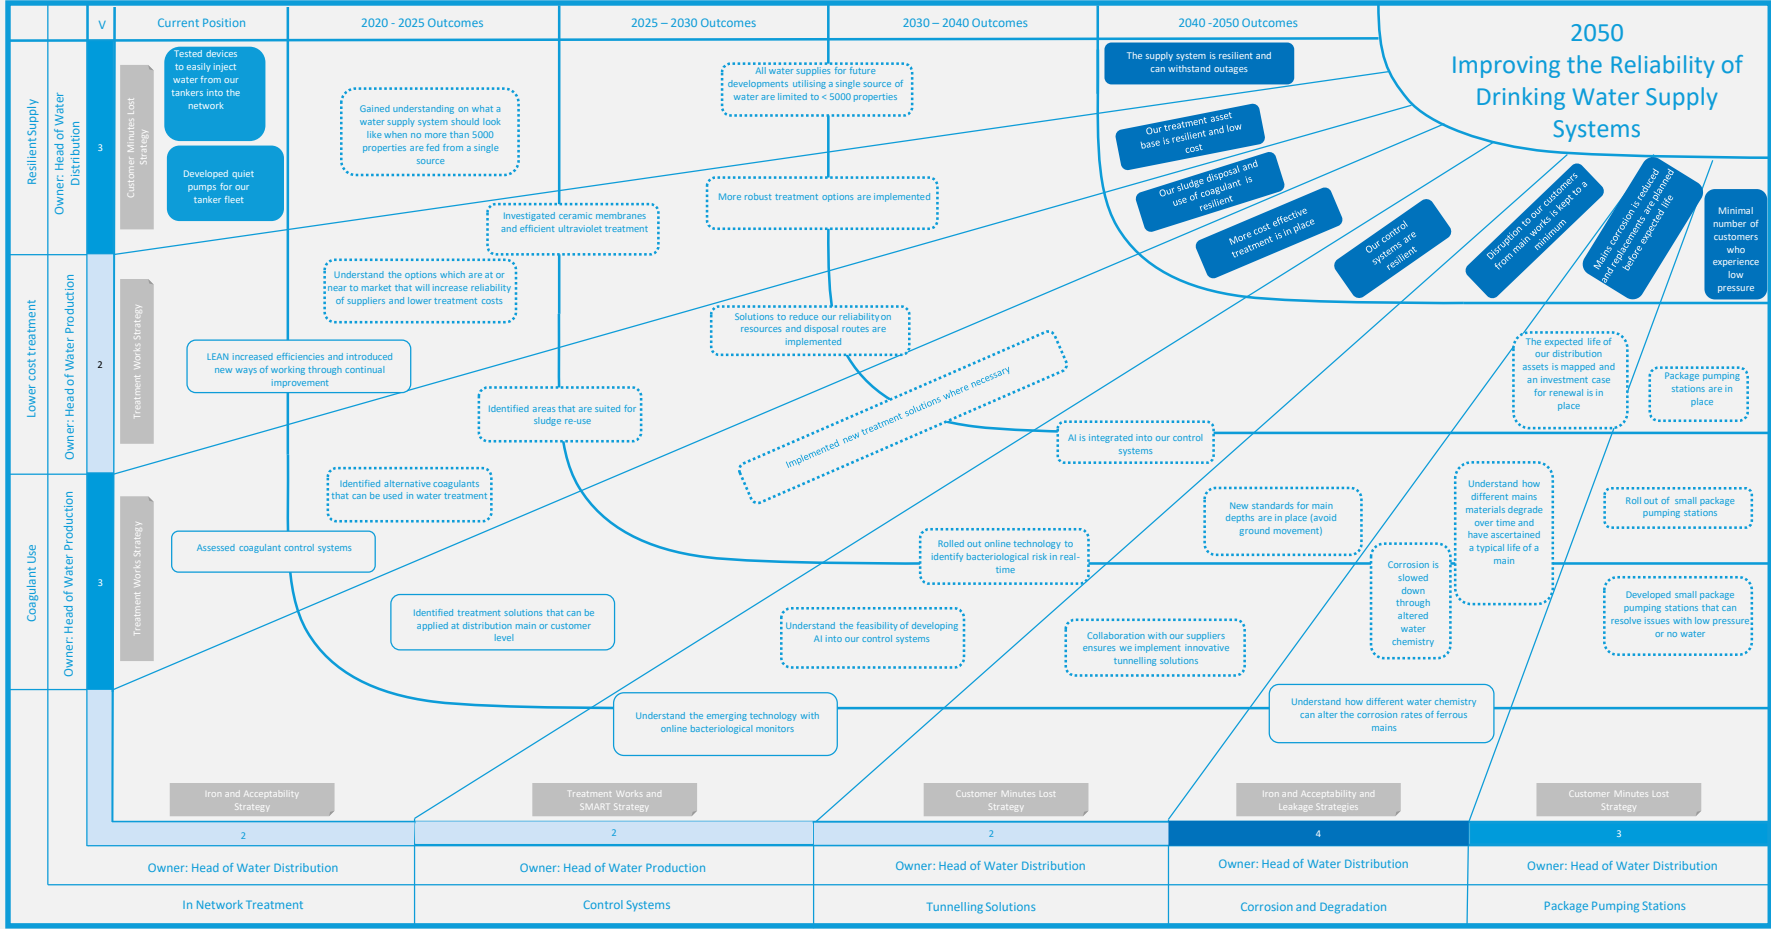 V
Current Position
2020 - 2025 Outcomes
2025 – 2030 Outcomes
2030 – 2040 Outcomes
2040 -2050 Outcomes
2050
Improving the Reliability of
Drinking Water Supply
Systems
Resilient Supply
Owner: Head of Water
Distribution
3
Customer Minutes Lost
Strategy
Tested devices
to easily inject
water from our
tankers into the
network
Developed quiet
pumps for our
tanker fleet
Gained understanding on what a
water supply system should look
like when no more than 5000
properties are fed from a single
source
All water supplies for future
developments utilising a single source of
water are limited to < 5000 properties
The supply system is resilient and
can withstand outages
Lower cost treatment
Owner: Head of Water Production
2
Treatment Works Strategy
LEAN increased efficiencies and introduced
new ways of working through continual
improvement
Understand the options which are at or
near to market that will increase reliability
of suppliers and lower treatment costs
Investigated ceramic membranes
and efficient ultraviolet treatment
More robust treatment options are implemented
Our treatment asset
base is resilient and low
cost
Coagulant Use
Owner: Head of Water Production
3
Treatment Works Strategy
Assessed coagulant control systems
Identified alternative coagulants
that can be used in water treatment
Identified areas that are suited for
sludge re-use
Solutions to reduce our reliability on
resources and disposal routes are
implemented
Our sludge disposal and
use of coagulant is
resilient
Identified treatment solutions that can be
applied at distribution main or customer
level
Implemented new treatment solutions where necessary
More cost effective
treatment is in place
Understand the emerging technology with
online bacteriological monitors
Understand the feasibility of developing
AI into our control systems
Rolled out online technology to
identify bacteriological risk in real-
time
AI is integrated into our control
systems
Our control
systems are
resilient
Collaboration with our suppliers
ensures we implement innovative
tunnelling solutions
New standards for main
depths are in place (avoid
ground movement)
Disruption to our customers
from main works is kept to a
minimum
Understand how different water chemistry
can alter the corrosion rates of ferrous
mains
Corrosion is
slowed
down
through
altered
water
chemistry
Understand how
different mains
materials degrade
over time and
have ascertained
a typical life of a
main
The expected life of
our distribution
assets is mapped and
an investment case
for renewal is in
place
Mains corrosion is reduced
and replacements are planned
before expected life
Developed small package
pumping stations that can
resolve issues with low pressure
or no water
Roll out of small package
pumping stations
Package pumping
stations are in
place
Minimal
number of
customers
who
experience
low
pressure
Iron and Acceptability
Strategy
Treatment Works and
SMART Strategy
Customer Minutes Lost
Strategy
Iron and Acceptability and
Leakage Strategies
Customer Minutes Lost
Strategy
2
2
2
4
3
Owner: Head of Water Distribution
Owner: Head of Water Production
Owner: Head of Water Distribution
Owner: Head of Water Distribution
Owner: Head of Water Distribution
In Network Treatment
Control Systems
Tunnelling Solutions
Corrosion and Degradation
Package Pumping Stations